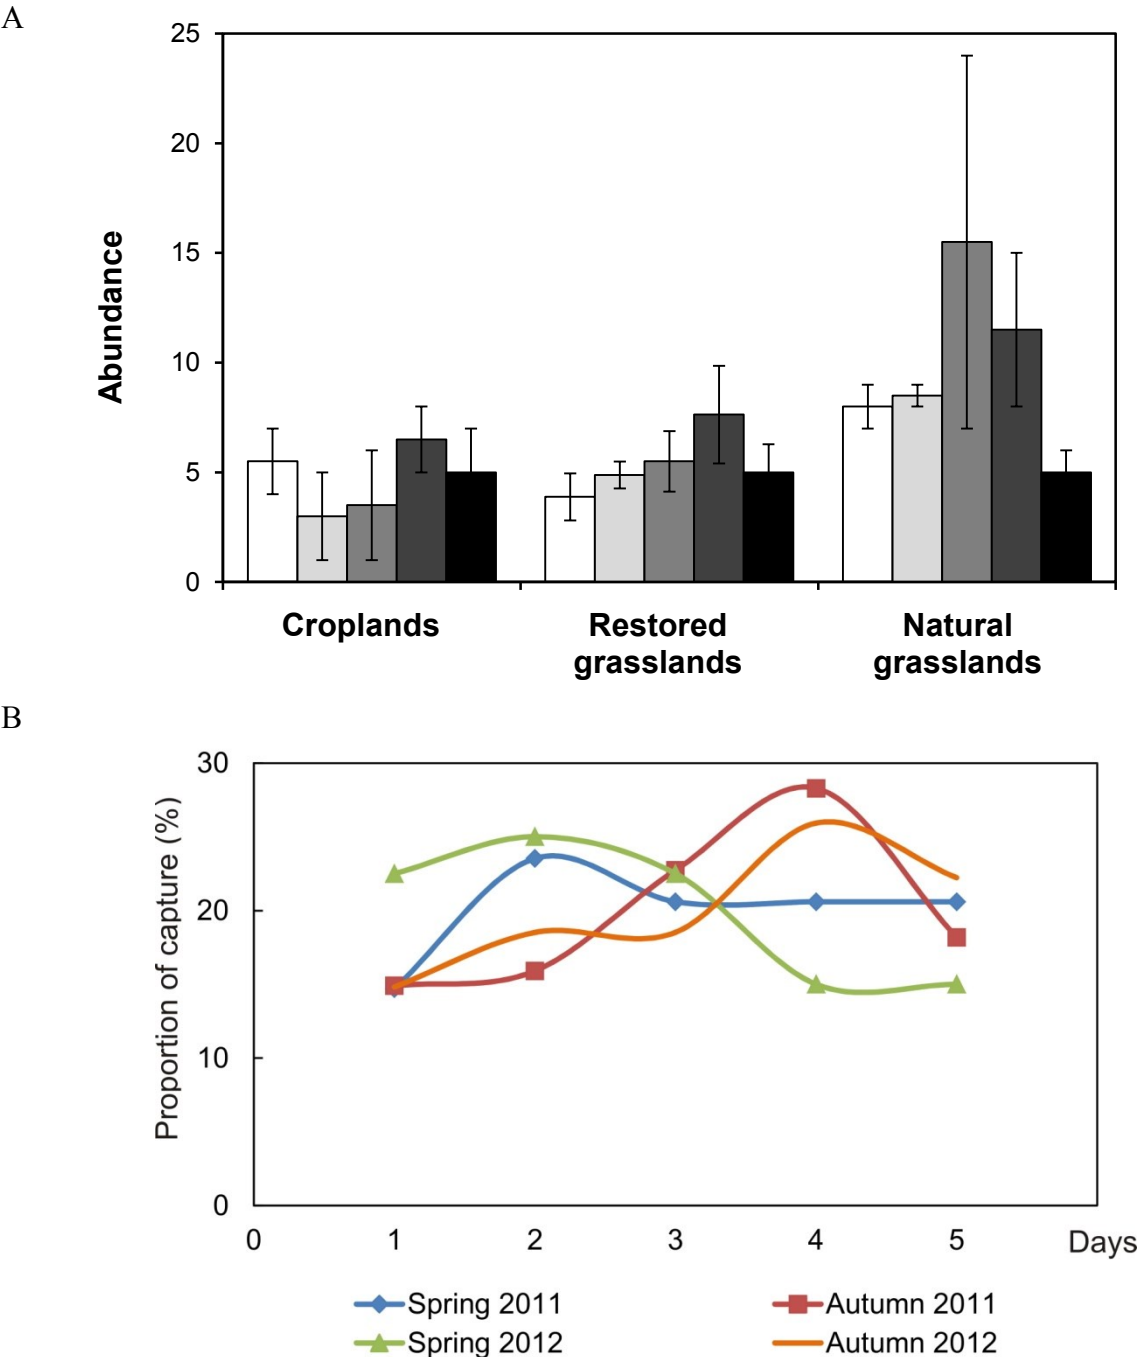 A
25
20
15
10
5
0
Abundance
Croplands
Restored
grasslands
Natural
grasslands
B
30
20
10
0
Proportion of capture (%)
0 1 2 3 4 5 Days
Spring 2011
Autumn 2011
Spring 2012
Autumn 2012